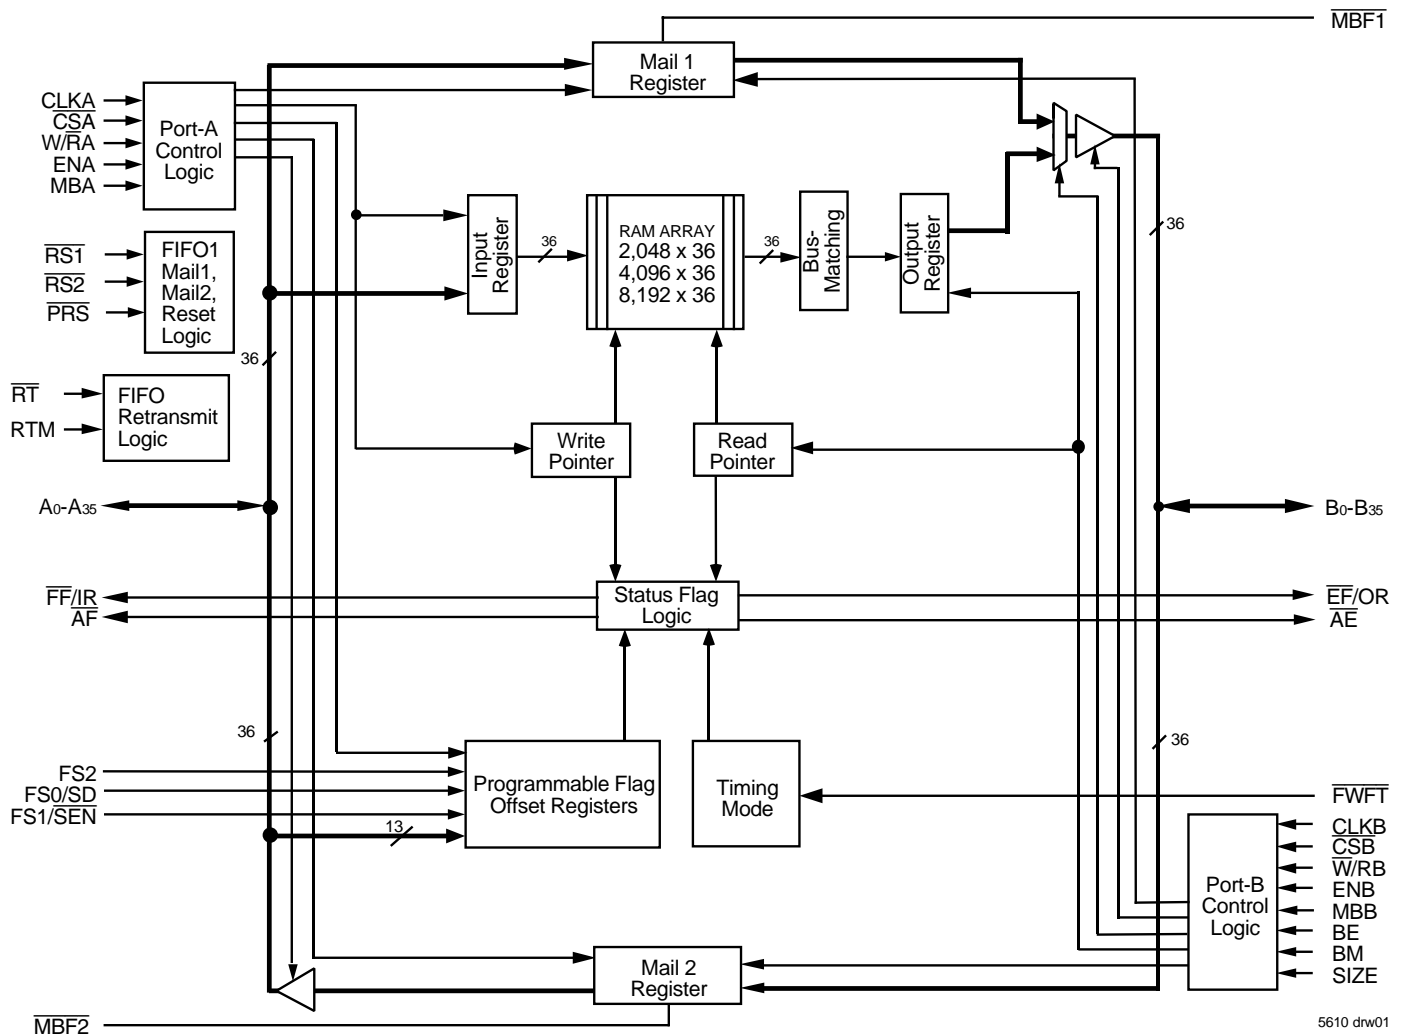 MBF1
Mail 1
Register
CLKA
CSA
W/RA
ENA
MBA
Port-A
Control
Logic
RS1
RS2
PRS
FIFO1
Mail1,
Mail2,
Reset
Logic
36
RT
RTM
FIFO
Retransmit
Logic
Input
Register
36
RAM ARRAY
2,048 x 36
4,096 x 36
8,192 x 36
36
Bus-
Matching
Output
Register
36
Write
Pointer
Read
Pointer
A0-A35
B0-B35
FF/IR
AF
Status Flag
Logic
EF/OR
AE
36
36
FS2
FS0/SD
FS1/SEN
13
Programmable Flag
Offset Registers
Timing
Mode
FWFT
Port-B
Control
Logic
CLKB
CSB
W/RB
ENB
MBB
BE
BM
SIZE
Mail 2
Register
MBF2
5610 drw01